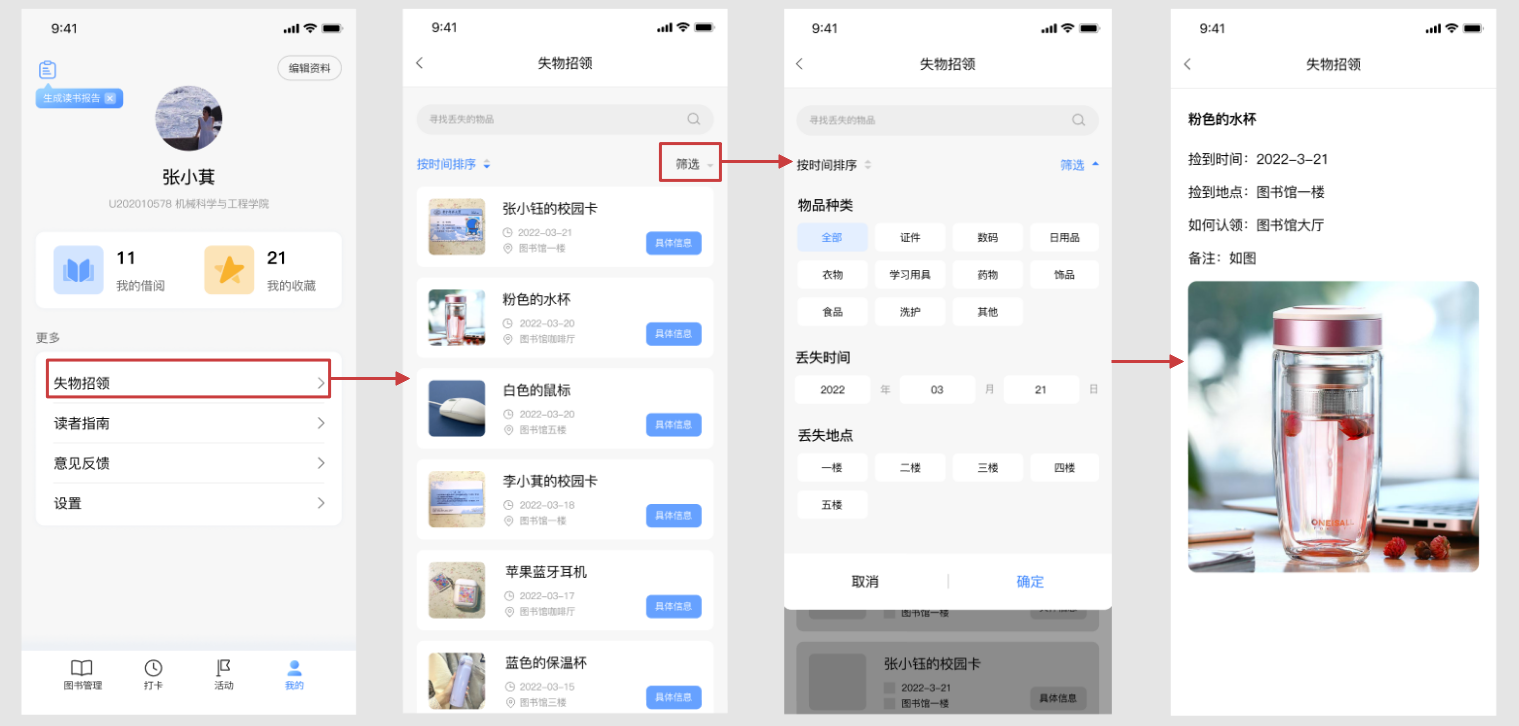 9:41
编辑资料
生成读书报告
张小萁
U202010578 机械科学与工程学院
11
我的借阅
21
我的收藏
更多
失物招领
读者指南
意见反馈
设置
图书管理
打卡
活动
我的
9:41
失物招领
寻找丢失的物品
按时间排序
筛选
张小钰的校园卡
2022-03-21
图书馆一楼
具体信息
粉色的水杯
2022-03-20
图书馆咖啡厅
具体信息
白色的鼠标
2022-03-20
图书馆五楼
具体信息
李小萁的校园卡
2022-03-18
图书馆一楼
具体信息
苹果蓝牙耳机
2022-03-17
图书馆咖啡厅
具体信息
蓝色的保温杯
2022-03-15
图书馆三楼
具体信息
9:41
失物招领
寻找丢失的物品
按时间排序
筛选
物品种类
全部 证件 数码 日用品
衣物 学习用具 药物 饰品
食品 洗护 其他
丢失时间
2022 年 03 月 21 日
丢失地点
一楼 二楼 三楼 四楼
五楼
取消 确定
图书馆一楼
张小钰的校园卡
2022-3-21
图书馆一楼
具体信息
9:41
失物招领
粉色的水杯
捡到时间：2022-3-21
捡到地点：图书馆一楼
如何认领：图书馆大厅
备注：如图